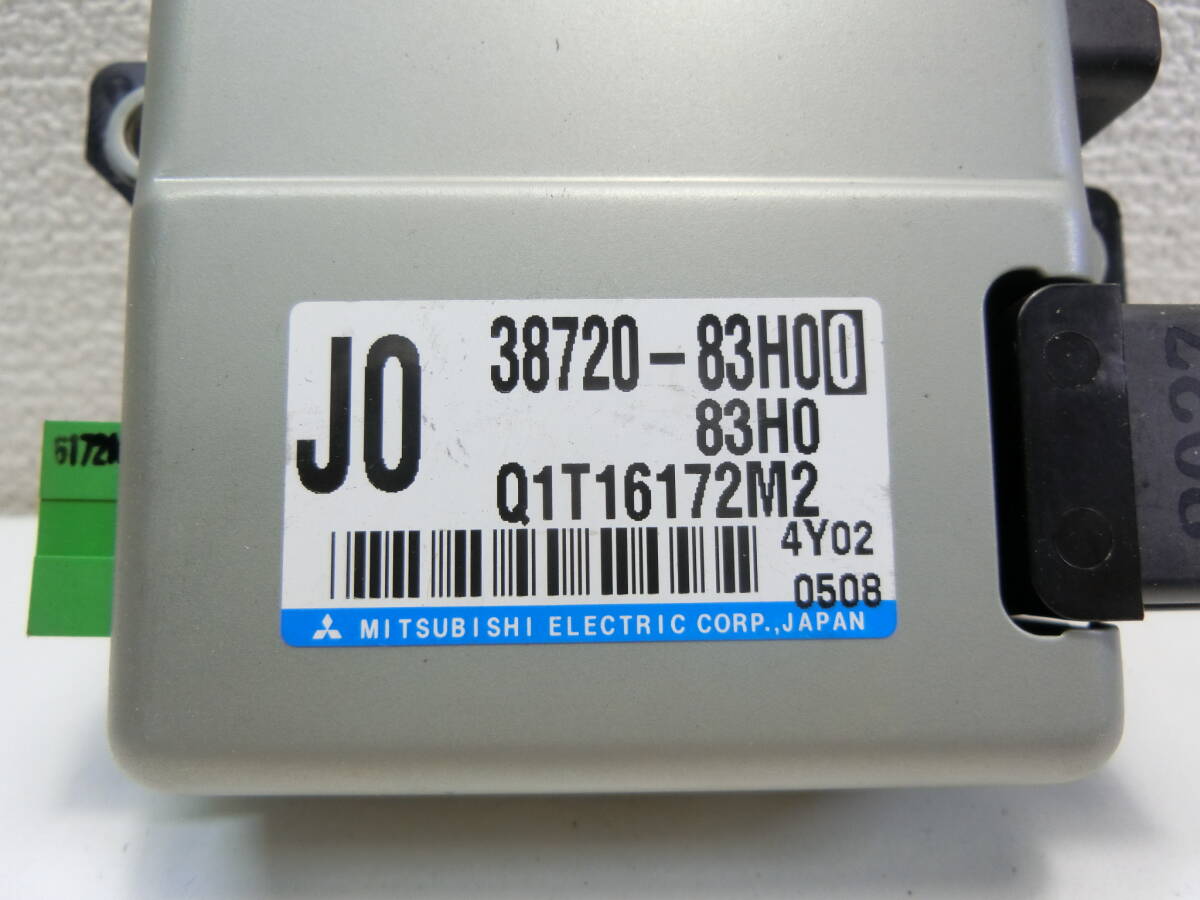 J0
38720-83H00
83H0
Q1T16172M2
4Y02
0508
MITSUBISHI ELECTRIC CORP.,JAPAN